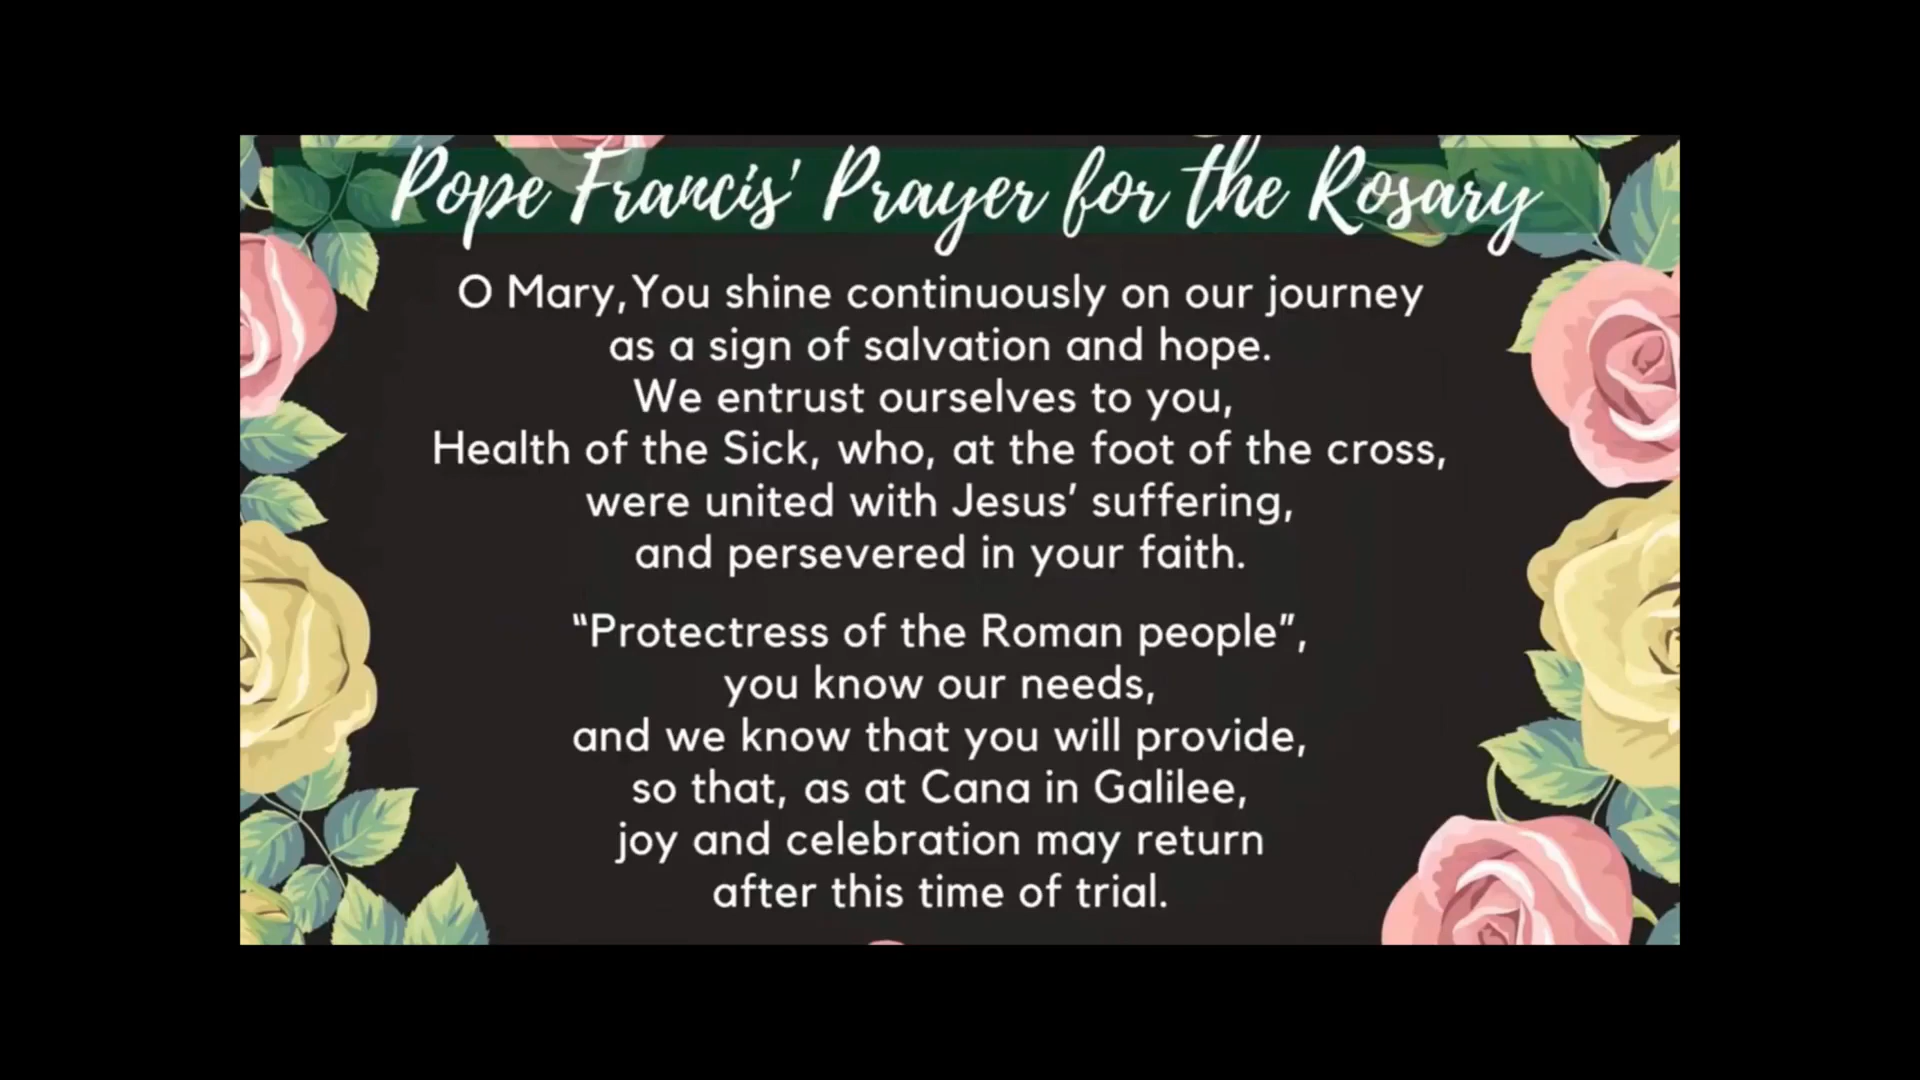 Pope Francis' Prayer for the Rosary
O Mary,You shine continuously on our journey
as a sign of salvation and hope.
We entrust ourselves to you,
Health of the Sick, who, at the foot of the cross,
were united with Jesus’ suffering,
and persevered in your faith.
“Protectress of the Roman people”,
you know our needs,
and we know that you will provide,
so that, as at Cana in Galilee,
joy and celebration may return
after this time of trial.